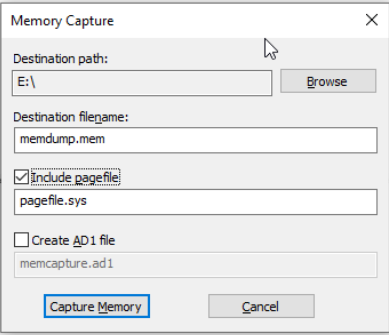 Memory Capture
Destination path:
E:\
Browse
Destination filename:
memdump.mem
Include pagefile
pagefile.sys
Create AD1 file
memcapture.ad1
Capture Memory
Cancel